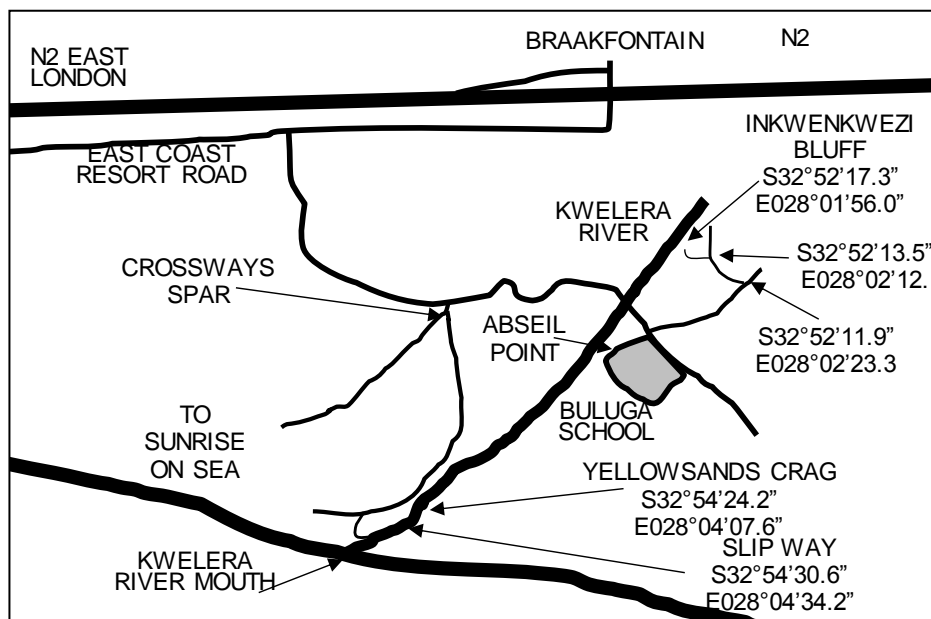 BRAAKFONTAIN
N2
N2 EAST
LONDON
EAST COAST
RESORT ROAD
INKWENKWEZI
BLUFF
S32°52'17.3”
E028°01'56.0”
KWELERA
RIVER
S32°52'13.5”
E028°02'12.
CROSSWAYS
SPAR
ABSEIL
POINT
S32°52'11.9”
E028°02'23.3
TO
SUNRISE
ON SEA
BULUGA
SCHOOL
YELLOWSANDS CRAG
S32°54'24.2”
E028°04'07.6”
SLIP WAY
S32°54'30.6”
E028°04'34.2”
KWELERA
RIVER MOUTH